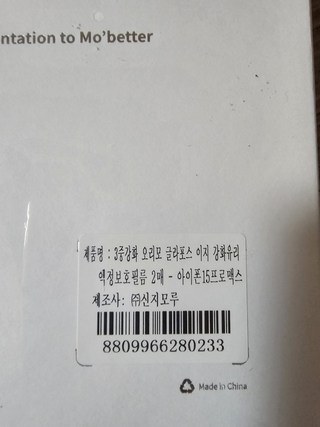 ntation to Mo'better
제품명 : 3중강화 오리모 글라포스 이지 강화유리
액정보호필름 2매 - 아이폰15프로맥스
제조사: ㈜신지모루
8809966280233
Made in China